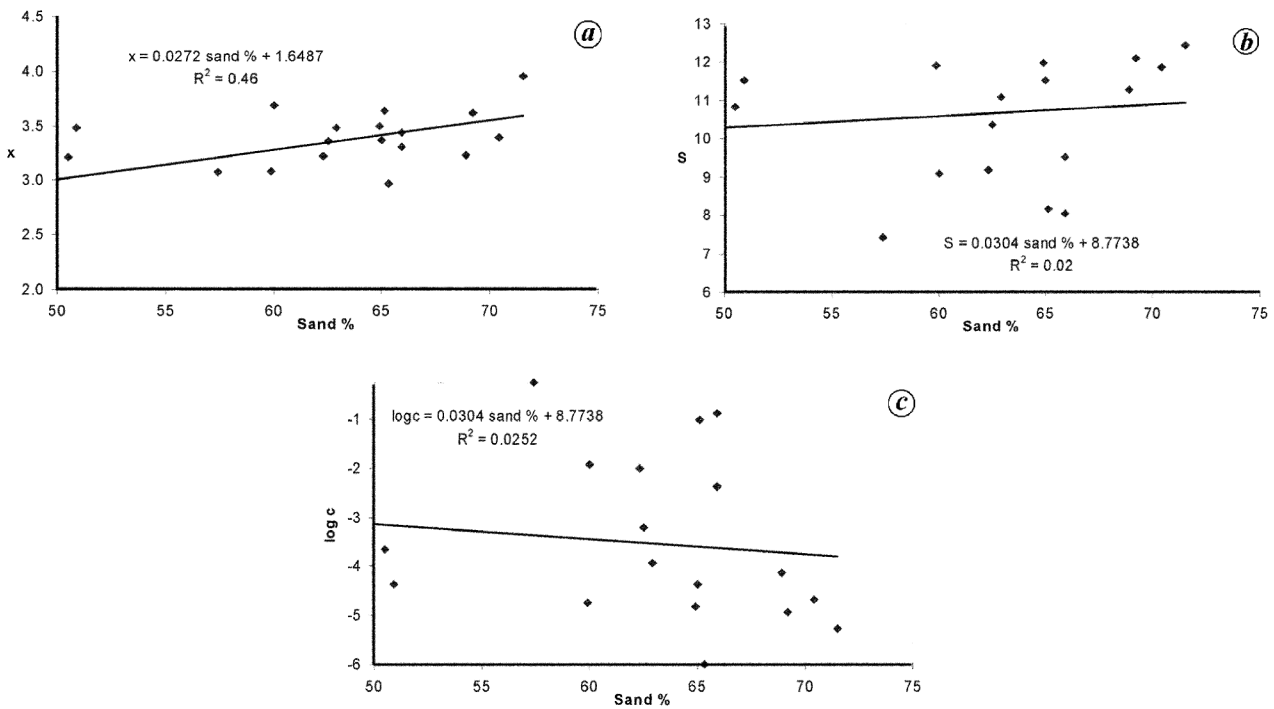 4.5
4.0
3.5
3.0
2.5
2.0
x
x = 0.0272 sand % + 1.6487
R² = 0.46
a
50 55 60 65 70 75
Sand %
13
12
11
10
9
8
7
6
S
b
S = 0.0304 sand % + 8.7738
R² = 0.02
50 55 60 65 70 75
Sand %
-1
-2
-3
-4
-5
-6
log c
logc = 0.0304 sand % + 8.7738
R² = 0.0252
c
50 55 60 65 70 75
Sand %